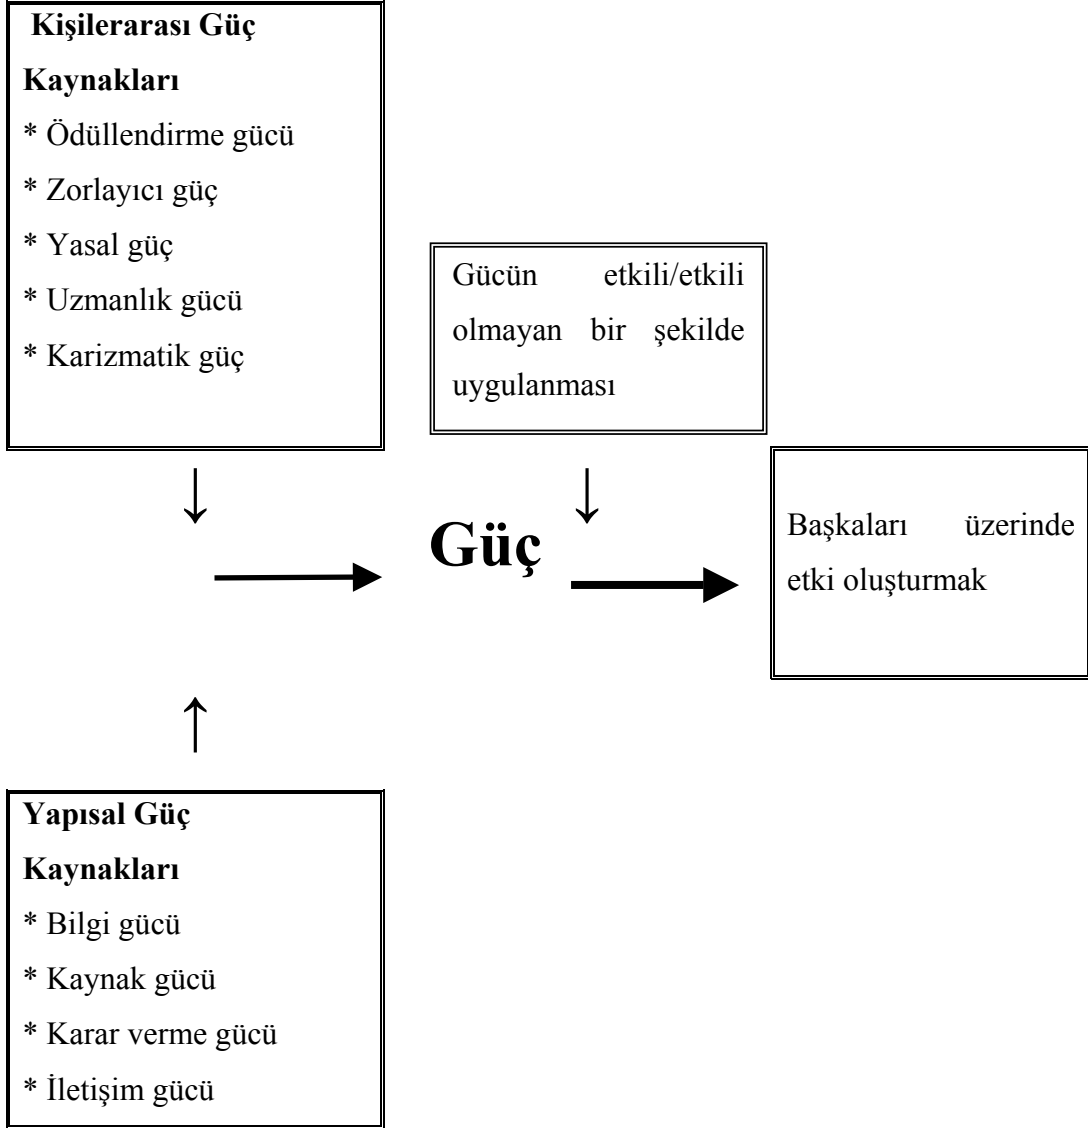 Kişilerarası Güç
Kaynakları
* Ödüllendirme gücü
* Zorlayıcı güç
* Yasal güç
* Uzmanlık gücü
* Karizmatik güç
Gücün etkili/etkili
olmayan bir şekilde
uygulanması
Güç
Başkaları üzerinde
etki oluşturmak
Yapısal Güç
Kaynakları
* Bilgi gücü
* Kaynak gücü
* Karar verme gücü
* İletişim gücü